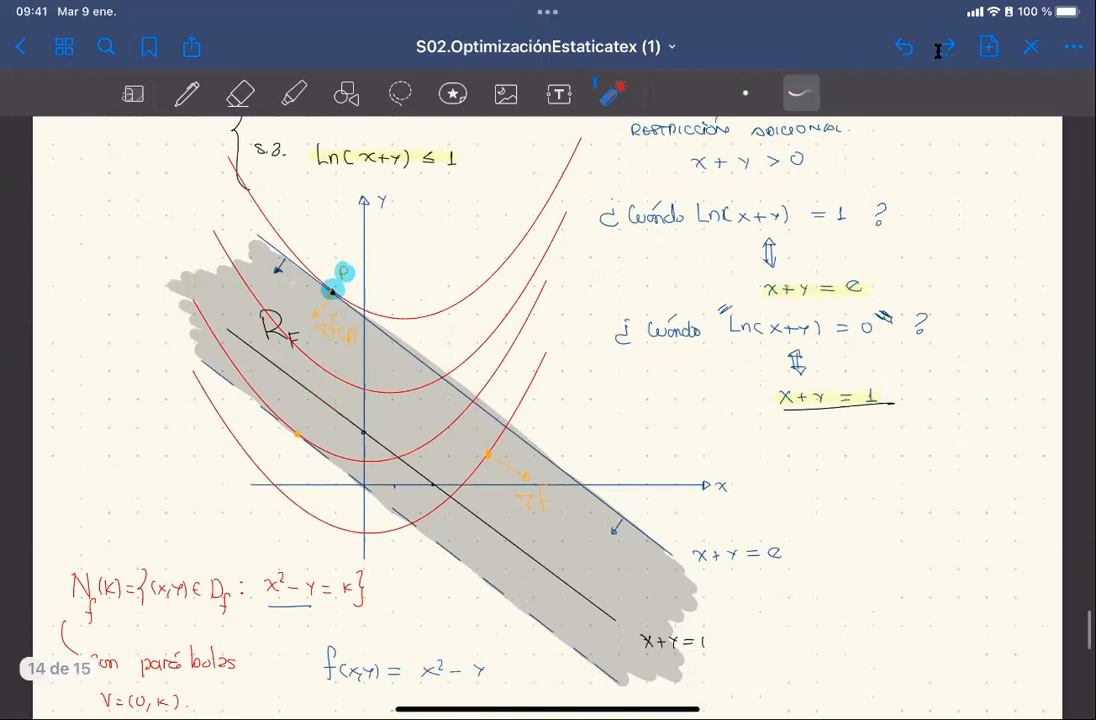 09:41 Mar 9 ene.
100 %
S02.OptimizaciónEstaticatex (1)
RESTRICCIÓN ADICIONAL
s.a. Ln(x+y) ≤ 1
x + y > 0
Y
¿Cuándo Ln(x+y) = 1 ?
P
x+y = e
∇f(p)
R_F
¿Cuándo "Ln(x+y) = 0" ?
x+y = 1
x
∇f
x+y = e
N_f(K)={(x,y) ∈ D_f : x² - y = K}
x+y=1
son parábolas
f(x,y) = x² - y
14 de 15
V=(0, K).